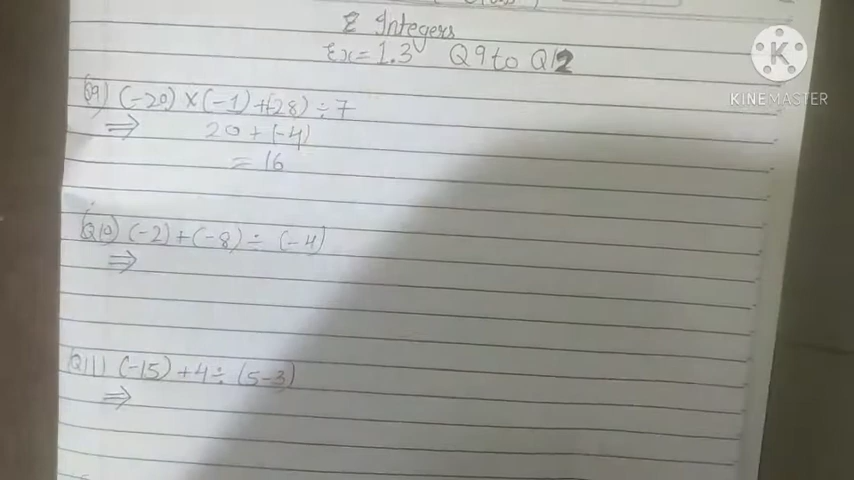 Integers
Ex= 1.3 Q9 to Q12
KINEMASTER
Q9) (-20) × (-1) + (-28) ÷ 7
⇒ 20 + (-4)
= 16
Q10) (-2) + (-8) ÷ (-4)
⇒
Q11) (-15) + 4 ÷ (5-3)
⇒